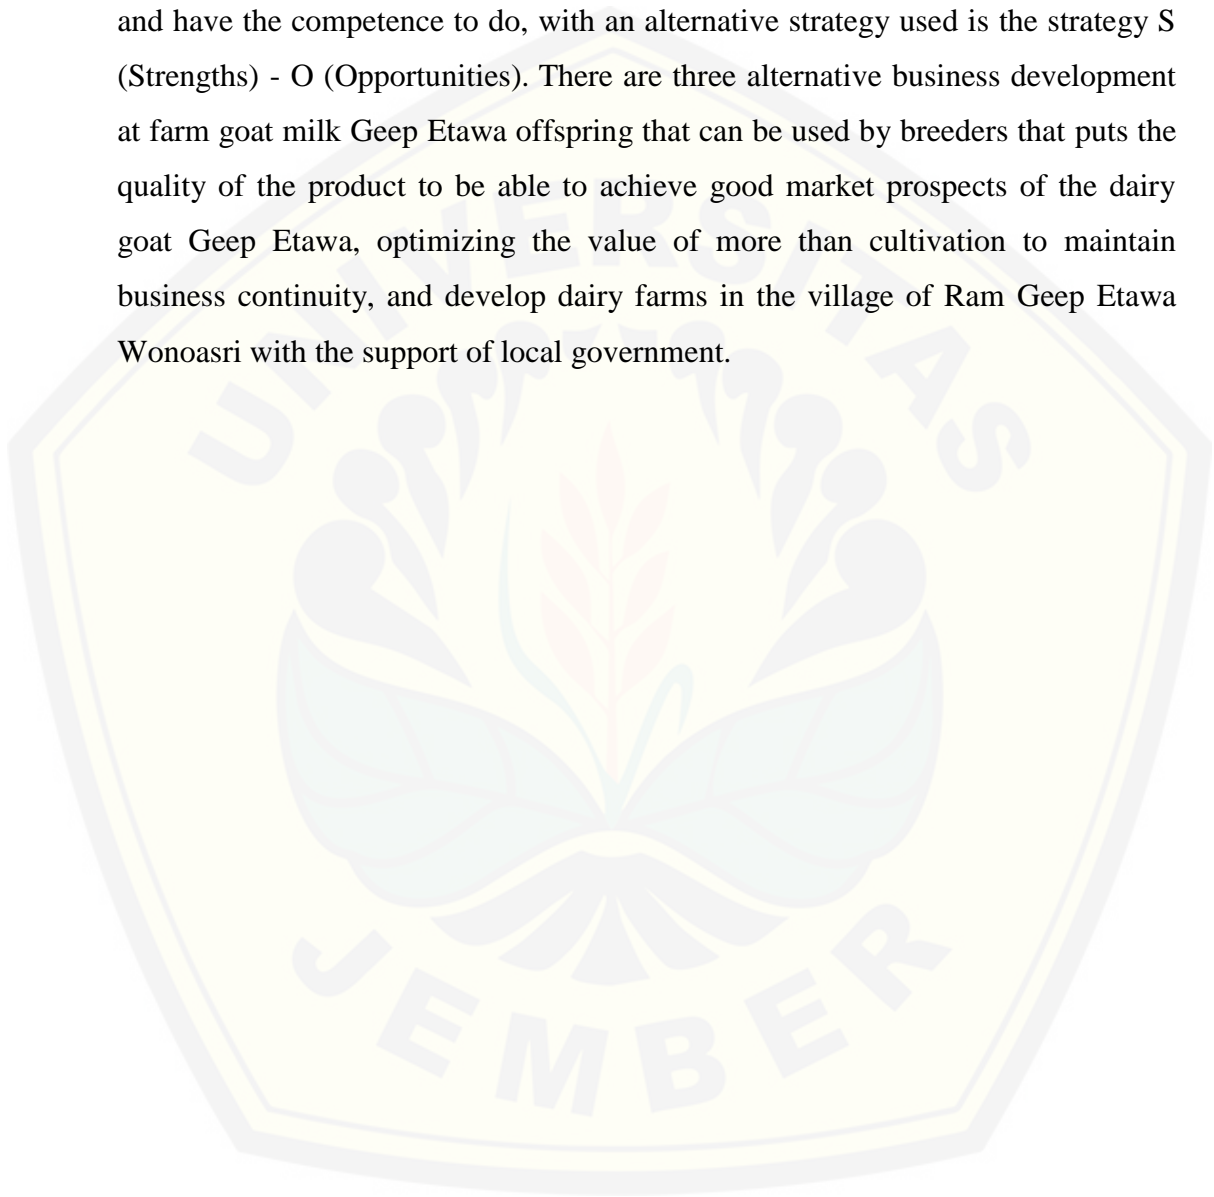 and have the competence to do, with an alternative strategy used is the strategy S
(Strengths) - O (Opportunities). There are three alternative business development
at farm goat milk Geep Etawa offspring that can be used by breeders that puts the
quality of the product to be able to achieve good market prospects of the dairy
goat Geep Etawa, optimizing the value of more than cultivation to maintain
business continuity, and develop dairy farms in the village of Ram Geep Etawa
Wonoasri with the support of local government.
UNIVERSITAS
JEMBER